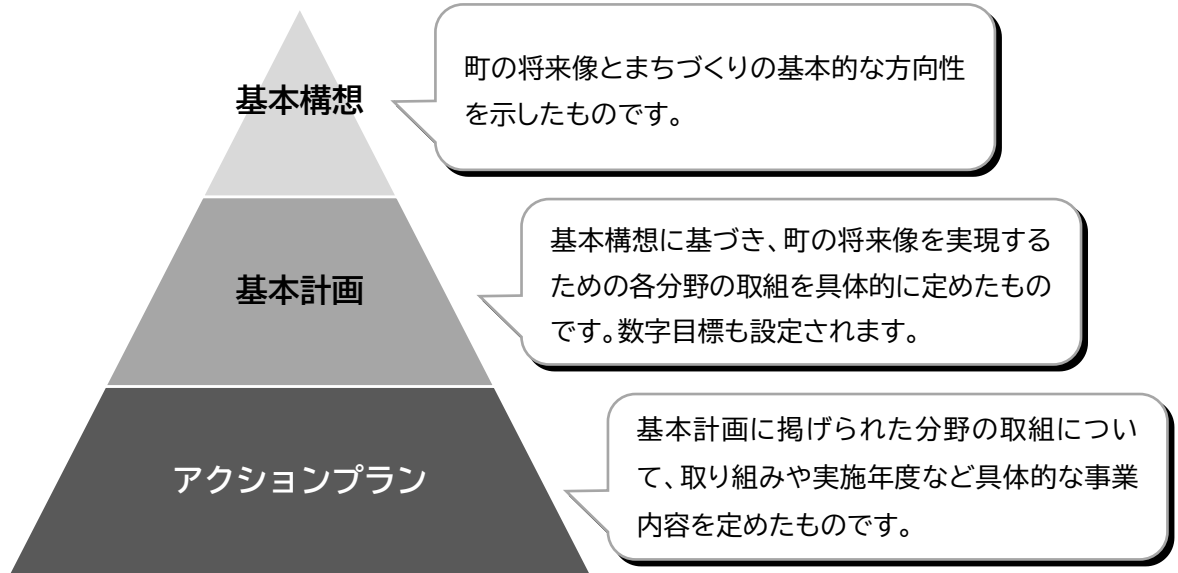 基本構想
町の将来像とまちづくりの基本的な方向性
を示したものです。
基本計画
基本構想に基づき、町の将来像を実現する
ための各分野の取組を具体的に定めたもの
です。数字目標も設定されます。
アクションプラン
基本計画に掲げられた分野の取組につい
て、取り組みや実施年度など具体的な事業
内容を定めたものです。